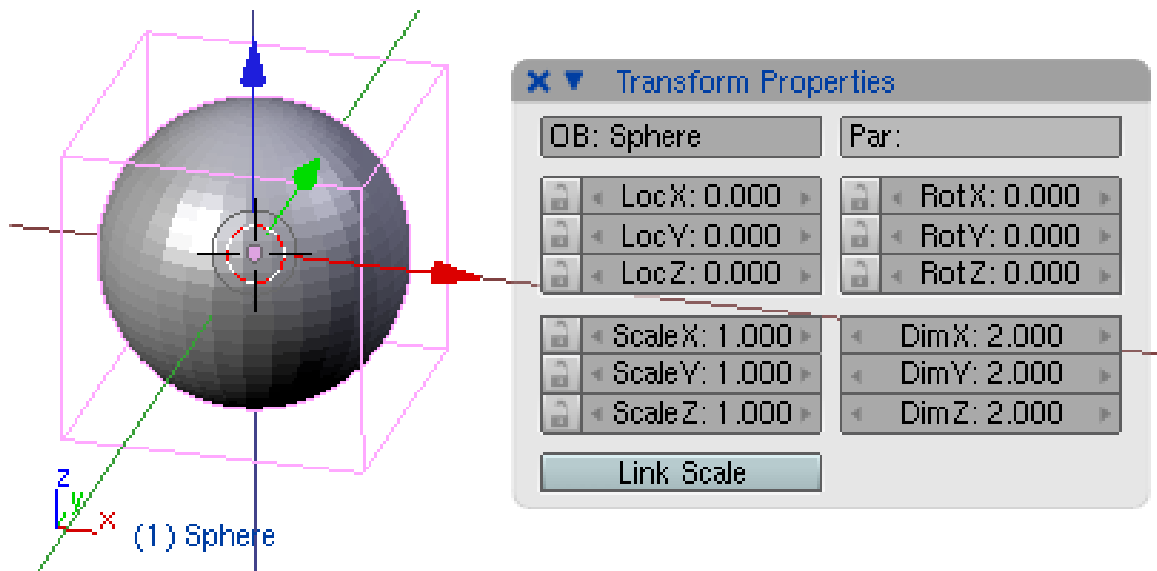 Transform Properties
OB: Sphere
Par:
LocX: 0.000
RotX: 0.000
LocY: 0.000
RotY: 0.000
LocZ: 0.000
RotZ: 0.000
ScaleX: 1.000
DimX: 2.000
ScaleY: 1.000
DimY: 2.000
ScaleZ: 1.000
DimZ: 2.000
Link Scale
z
y
x
(1) Sphere